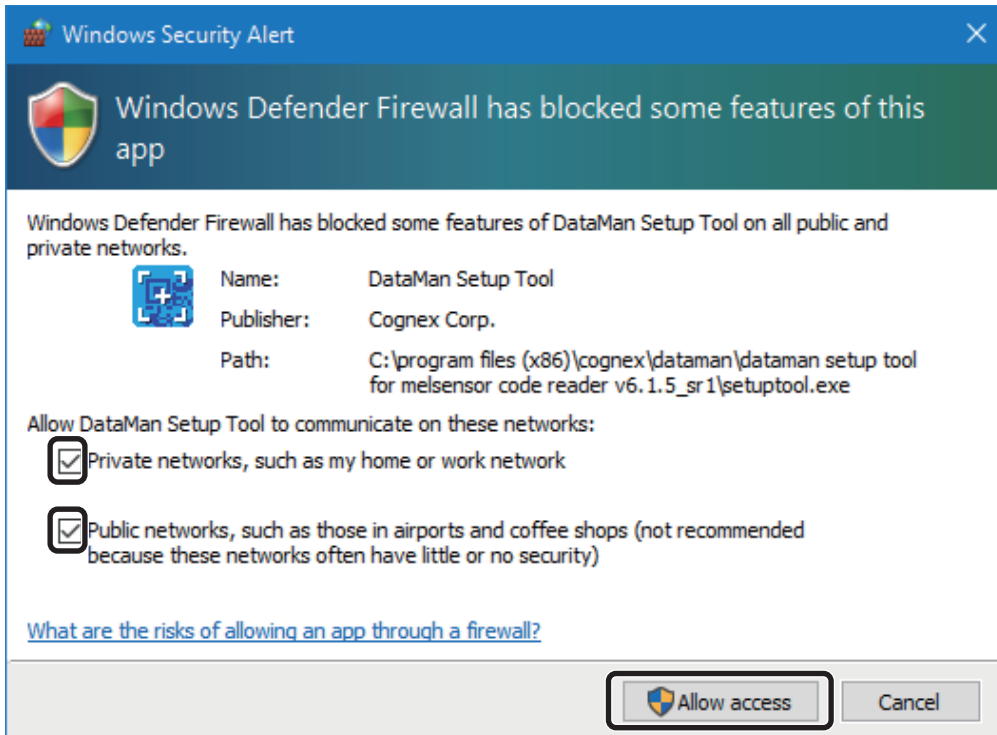 Windows Security Alert
Windows Defender Firewall has blocked some features of this
app
Windows Defender Firewall has blocked some features of DataMan Setup Tool on all public and
private networks.
Name: DataMan Setup Tool
Publisher: Cognex Corp.
Path: C:\program files (x86)\cognex\dataman\dataman setup tool
for melsensor code reader v6.1.5_sr1\setuptool.exe
Allow DataMan Setup Tool to communicate on these networks:
Private networks, such as my home or work network
Public networks, such as those in airports and coffee shops (not recommended
because these networks often have little or no security)
What are the risks of allowing an app through a firewall?
Allow access Cancel